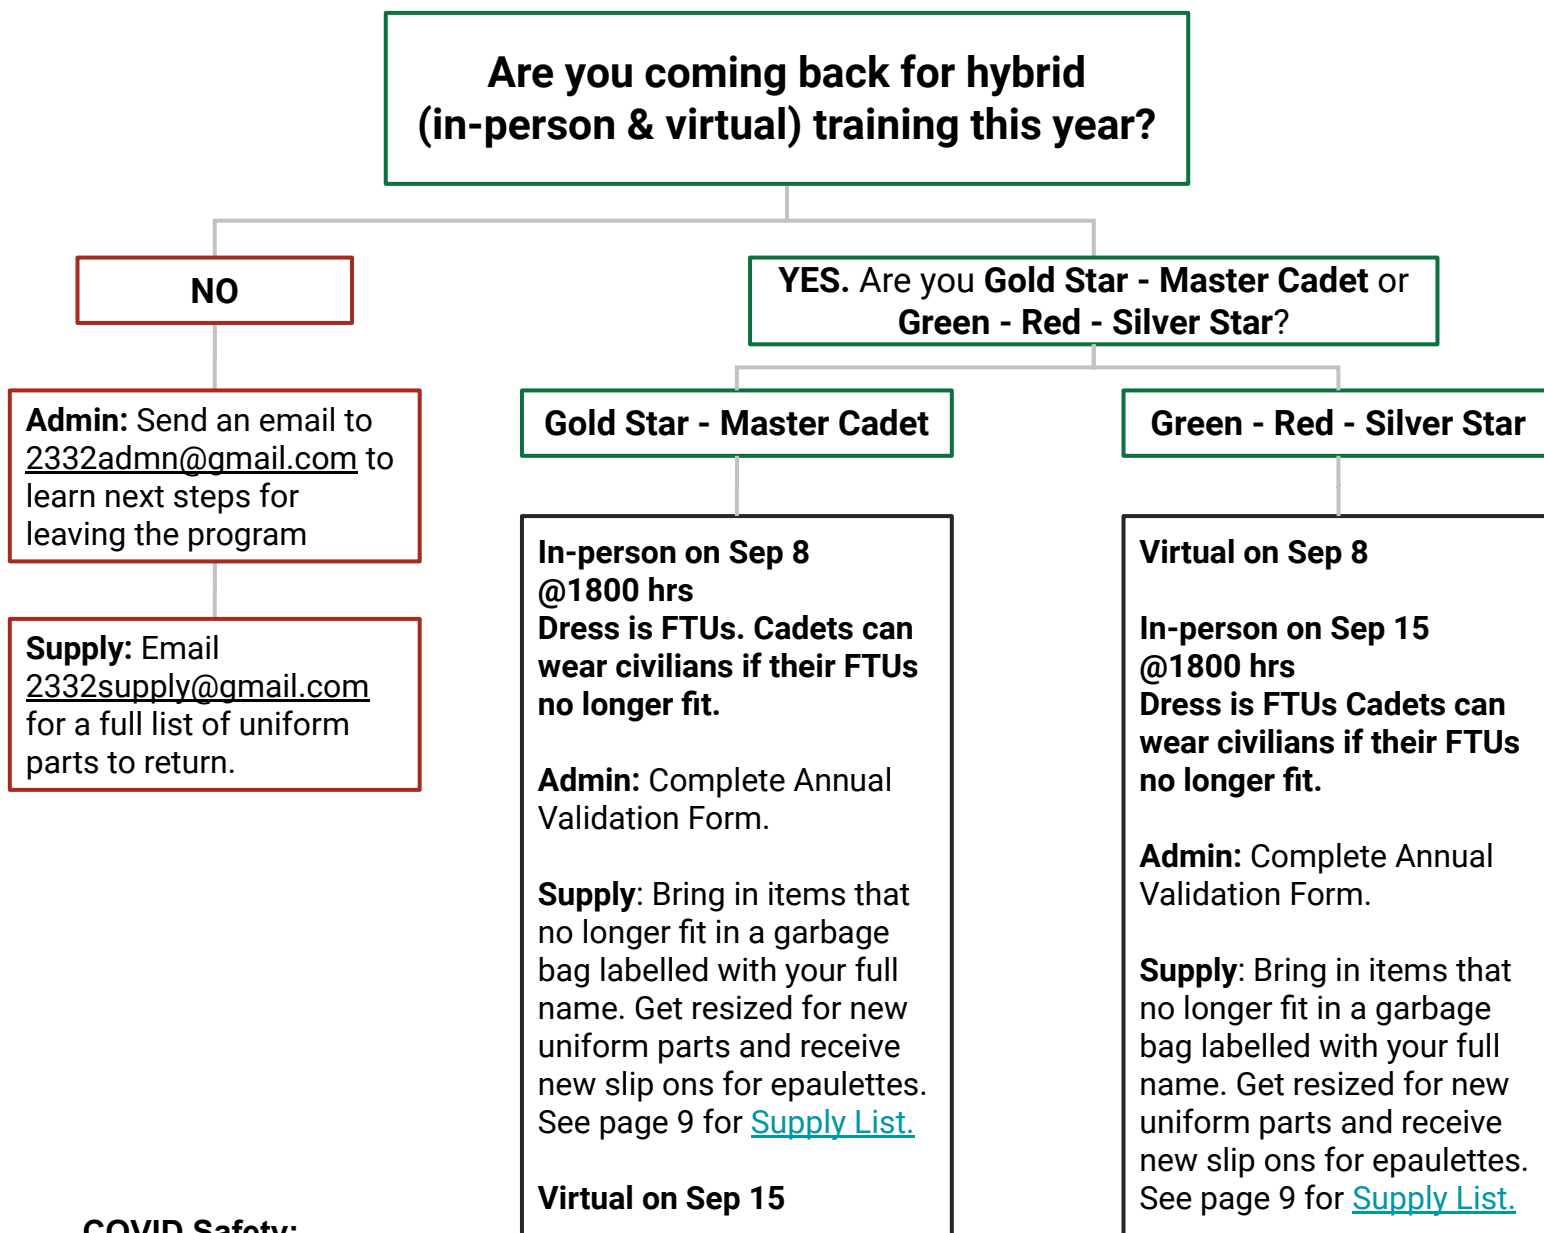 Are you coming back for hybrid
(in-person & virtual) training this year?
NO
YES. Are you Gold Star - Master Cadet or
Green - Red - Silver Star?
Admin: Send an email to
2332admn@gmail.com to
learn next steps for
leaving the program
Supply: Email
2332supply@gmail.com
for a full list of uniform
parts to return.
Gold Star - Master Cadet
In-person on Sep 8
@1800 hrs
Dress is FTUs. Cadets can
wear civilians if their FTUs
no longer fit.
Admin: Complete Annual
Validation Form.
Supply: Bring in items that
no longer fit in a garbage
bag labelled with your full
name. Get resized for new
uniform parts and receive
new slip ons for epaulettes.
See page 9 for Supply List.
Virtual on Sep 15
Green - Red - Silver Star
Virtual on Sep 8
In-person on Sep 15
@1800 hrs
Dress is FTUs Cadets can
wear civilians if their FTUs
no longer fit.
Admin: Complete Annual
Validation Form.
Supply: Bring in items that
no longer fit in a garbage
bag labelled with your full
name. Get resized for new
uniform parts and receive
new slip ons for epaulettes.
See page 9 for Supply List.
COVID Safety: